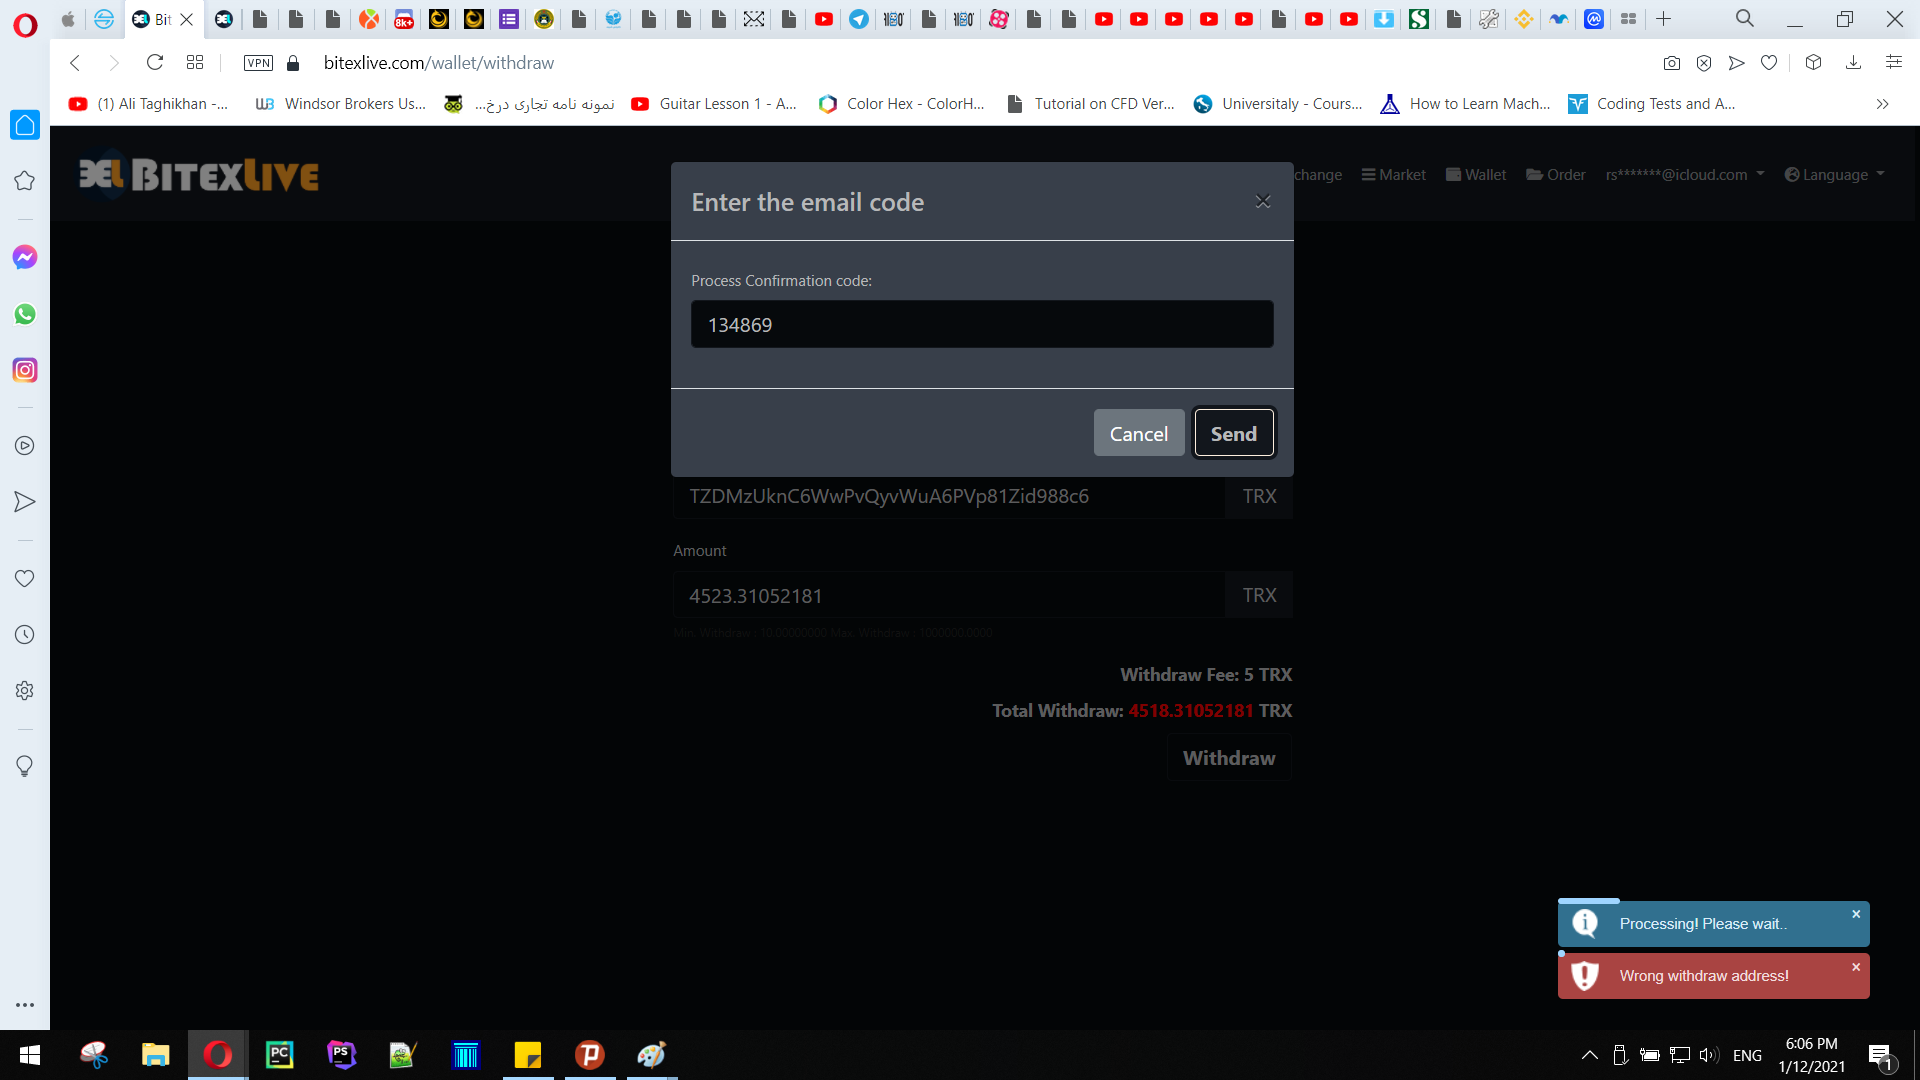 Bit
8k+
VPN
bitexlive.com/wallet/withdraw
(1) Ali Taghikhan -...
Windsor Brokers Us...
نمونه نامه تجاری درخ...
Guitar Lesson 1 - A...
Color Hex - ColorH...
Tutorial on CFD Ver...
Universitaly - Cours...
How to Learn Mach...
Coding Tests and A...
BITEXLIVE
change
Market
Wallet
Order
rs*******@icloud.com
Language
Enter the email code
×
Process Confirmation code:
134869
Cancel
Send
TZDMzUknC6WwPvQyvWuA6PVp81Zid988c6
TRX
Amount
4523.31052181
TRX
Min. Withdraw : 10.00000000 Max. Withdraw : 1000000.0000
Withdraw Fee: 5 TRX
Total Withdraw: 4518.31052181 TRX
Withdraw
Processing! Please wait..
×
Wrong withdraw address!
×
PC
PS
ENG
6:06 PM
1/12/2021
1